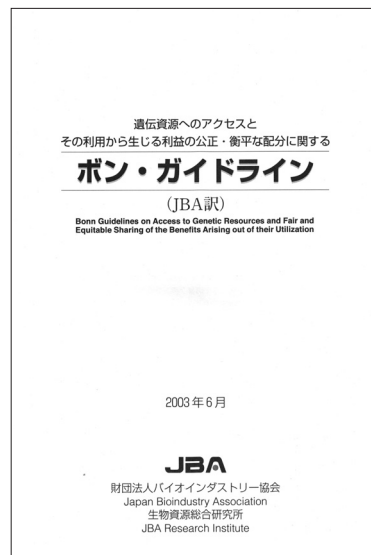 遺伝資源へのアクセスと
その利用から生じる利益の公正・衡平な配分に関する
ボン・ガイドライン
(JBA訳)
Bonn Guidelines on Access to Genetic Resources and Fair and
Equitable Sharing of the Benefits Arising out of their Utilization
2003年6月
JBA
財団法人バイオインダストリー協会
Japan Bioindustry Association
生物資源総合研究所
JBA Research Institute